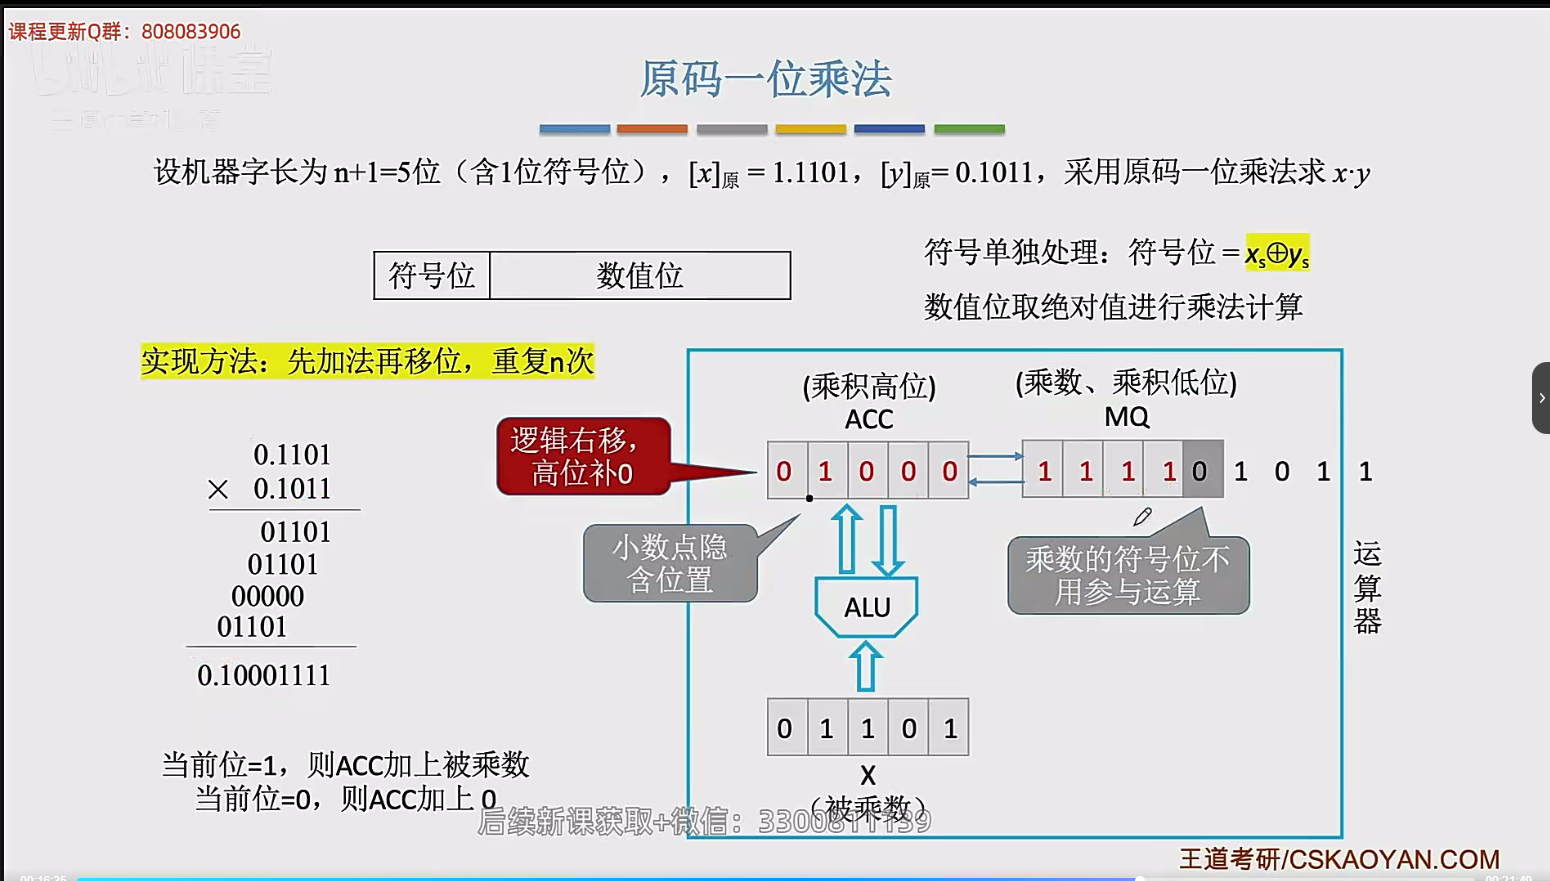 课程更新Q群：808083906
原码一位乘法
设机器字长为 n+1=5位（含1位符号位），[x]原 = 1.1101，[y]原= 0.1011，采用原码一位乘法求 x·y
符号位 数值位
符号单独处理：符号位 = xs⊕ys
数值位取绝对值进行乘法计算
实现方法：先加法再移位，重复n次
(乘积高位)
ACC
(乘数、乘积低位)
MQ
逻辑右移，
高位补0
0 1 0 0 0
1 1 1 1 0 1 0 1 1
小数点隐
含位置
乘数的符号位不
用参与运算
运
算
器
ALU
0 1 1 0 1
X
（被乘数）
0.1101
× 0.1011
01101
01101
00000
01101
0.10001111
当前位=1，则ACC加上被乘数
当前位=0，则ACC加上 0
后续新课获取+微信：3300811139
王道考研/CSKAOYAN.COM